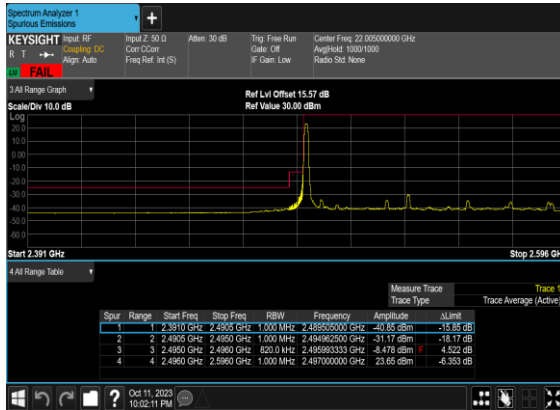 Spectrum Analyzer 1
Spurious Emissions
KEYSIGHT
R T
LXI
FAIL
Input: RF
Coupling: DC
Align: Auto
Input Z: 50 Ω
Corr CCorr
Freq Ref: Int (S)
Atten: 30 dB
Trig: Free Run
Gate: Off
IF Gain: Low
Center Freq: 22.005000000 GHz
Avg|Hold: 1000/1000
Radio Std: None
3 All Range Graph
Scale/Div 10.0 dB
Ref Lvl Offset 15.57 dB
Ref Value 30.00 dBm
Log
20.0
10.0
0.00
-10.0
-20.0
-30.0
-40.0
-50.0
-60.0
Start 2.391 GHz
Stop 2.596 GH
4 All Range Table
Measure Trace Trace 1
Trace Type Trace Average (Active)
Spur Range Start Freq Stop Freq RBW Frequency Amplitude ΔLimit
1 1 2.3910 GHz 2.4905 GHz 1.000 MHz 2.489505000 GHz -40.85 dBm -15.85 dB
2 2 2.4905 GHz 2.4950 GHz 1.000 MHz 2.494962500 GHz -31.17 dBm -18.17 dB
3 3 2.4950 GHz 2.4960 GHz 820.0 kHz 2.495993333 GHz -8.478 dBm F 4.522 dB
4 4 2.4960 GHz 2.5960 GHz 1.000 MHz 2.497000000 GHz 23.65 dBm -6.353 dB
?
Oct 11, 2023
10:02:11 PM